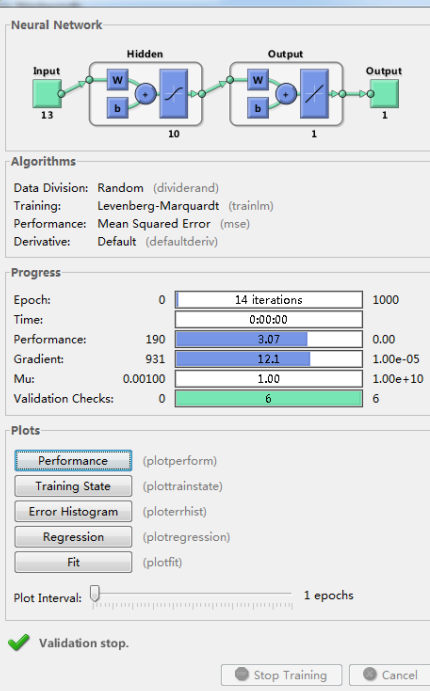 Neural Network
Hidden Output
Input Output
W W
+ +
b b
13 10 1 1
Algorithms
Data Division: Random (dividerand)
Training: Levenberg-Marquardt (trainlm)
Performance: Mean Squared Error (mse)
Derivative: Default (defaultderiv)
Progress
Epoch: 0 14 iterations 1000
Time: 0:00:00
Performance: 190 3.07 0.00
Gradient: 931 12.1 1.00e-05
Mu: 0.00100 1.00 1.00e+10
Validation Checks: 0 6 6
Plots
Performance (plotperform)
Training State (plottrainstate)
Error Histogram (ploterrhist)
Regression (plotregression)
Fit (plotfit)
Plot Interval: 1 epochs
Validation stop.
Stop Training Cancel